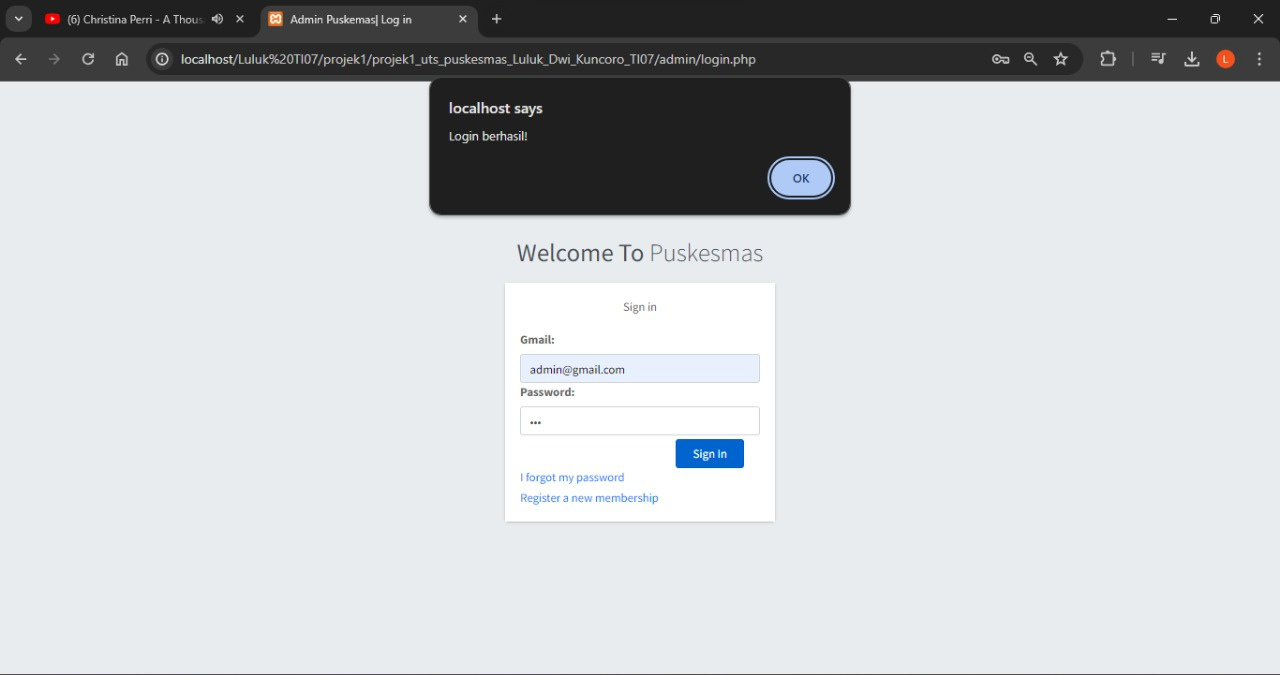 (6) Christina Perri - A Thous
Admin Puskemas| Log in
localhost/Luluk%20TI07/projek1/projek1_uts_puskesmas_Luluk_Dwi_Kuncoro_TI07/admin/login.php
L
localhost says
Login berhasil!
OK
Welcome To Puskesmas
Sign in
Gmail:
admin@gmail.com
Password:
•••
Sign In
I forgot my password
Register a new membership